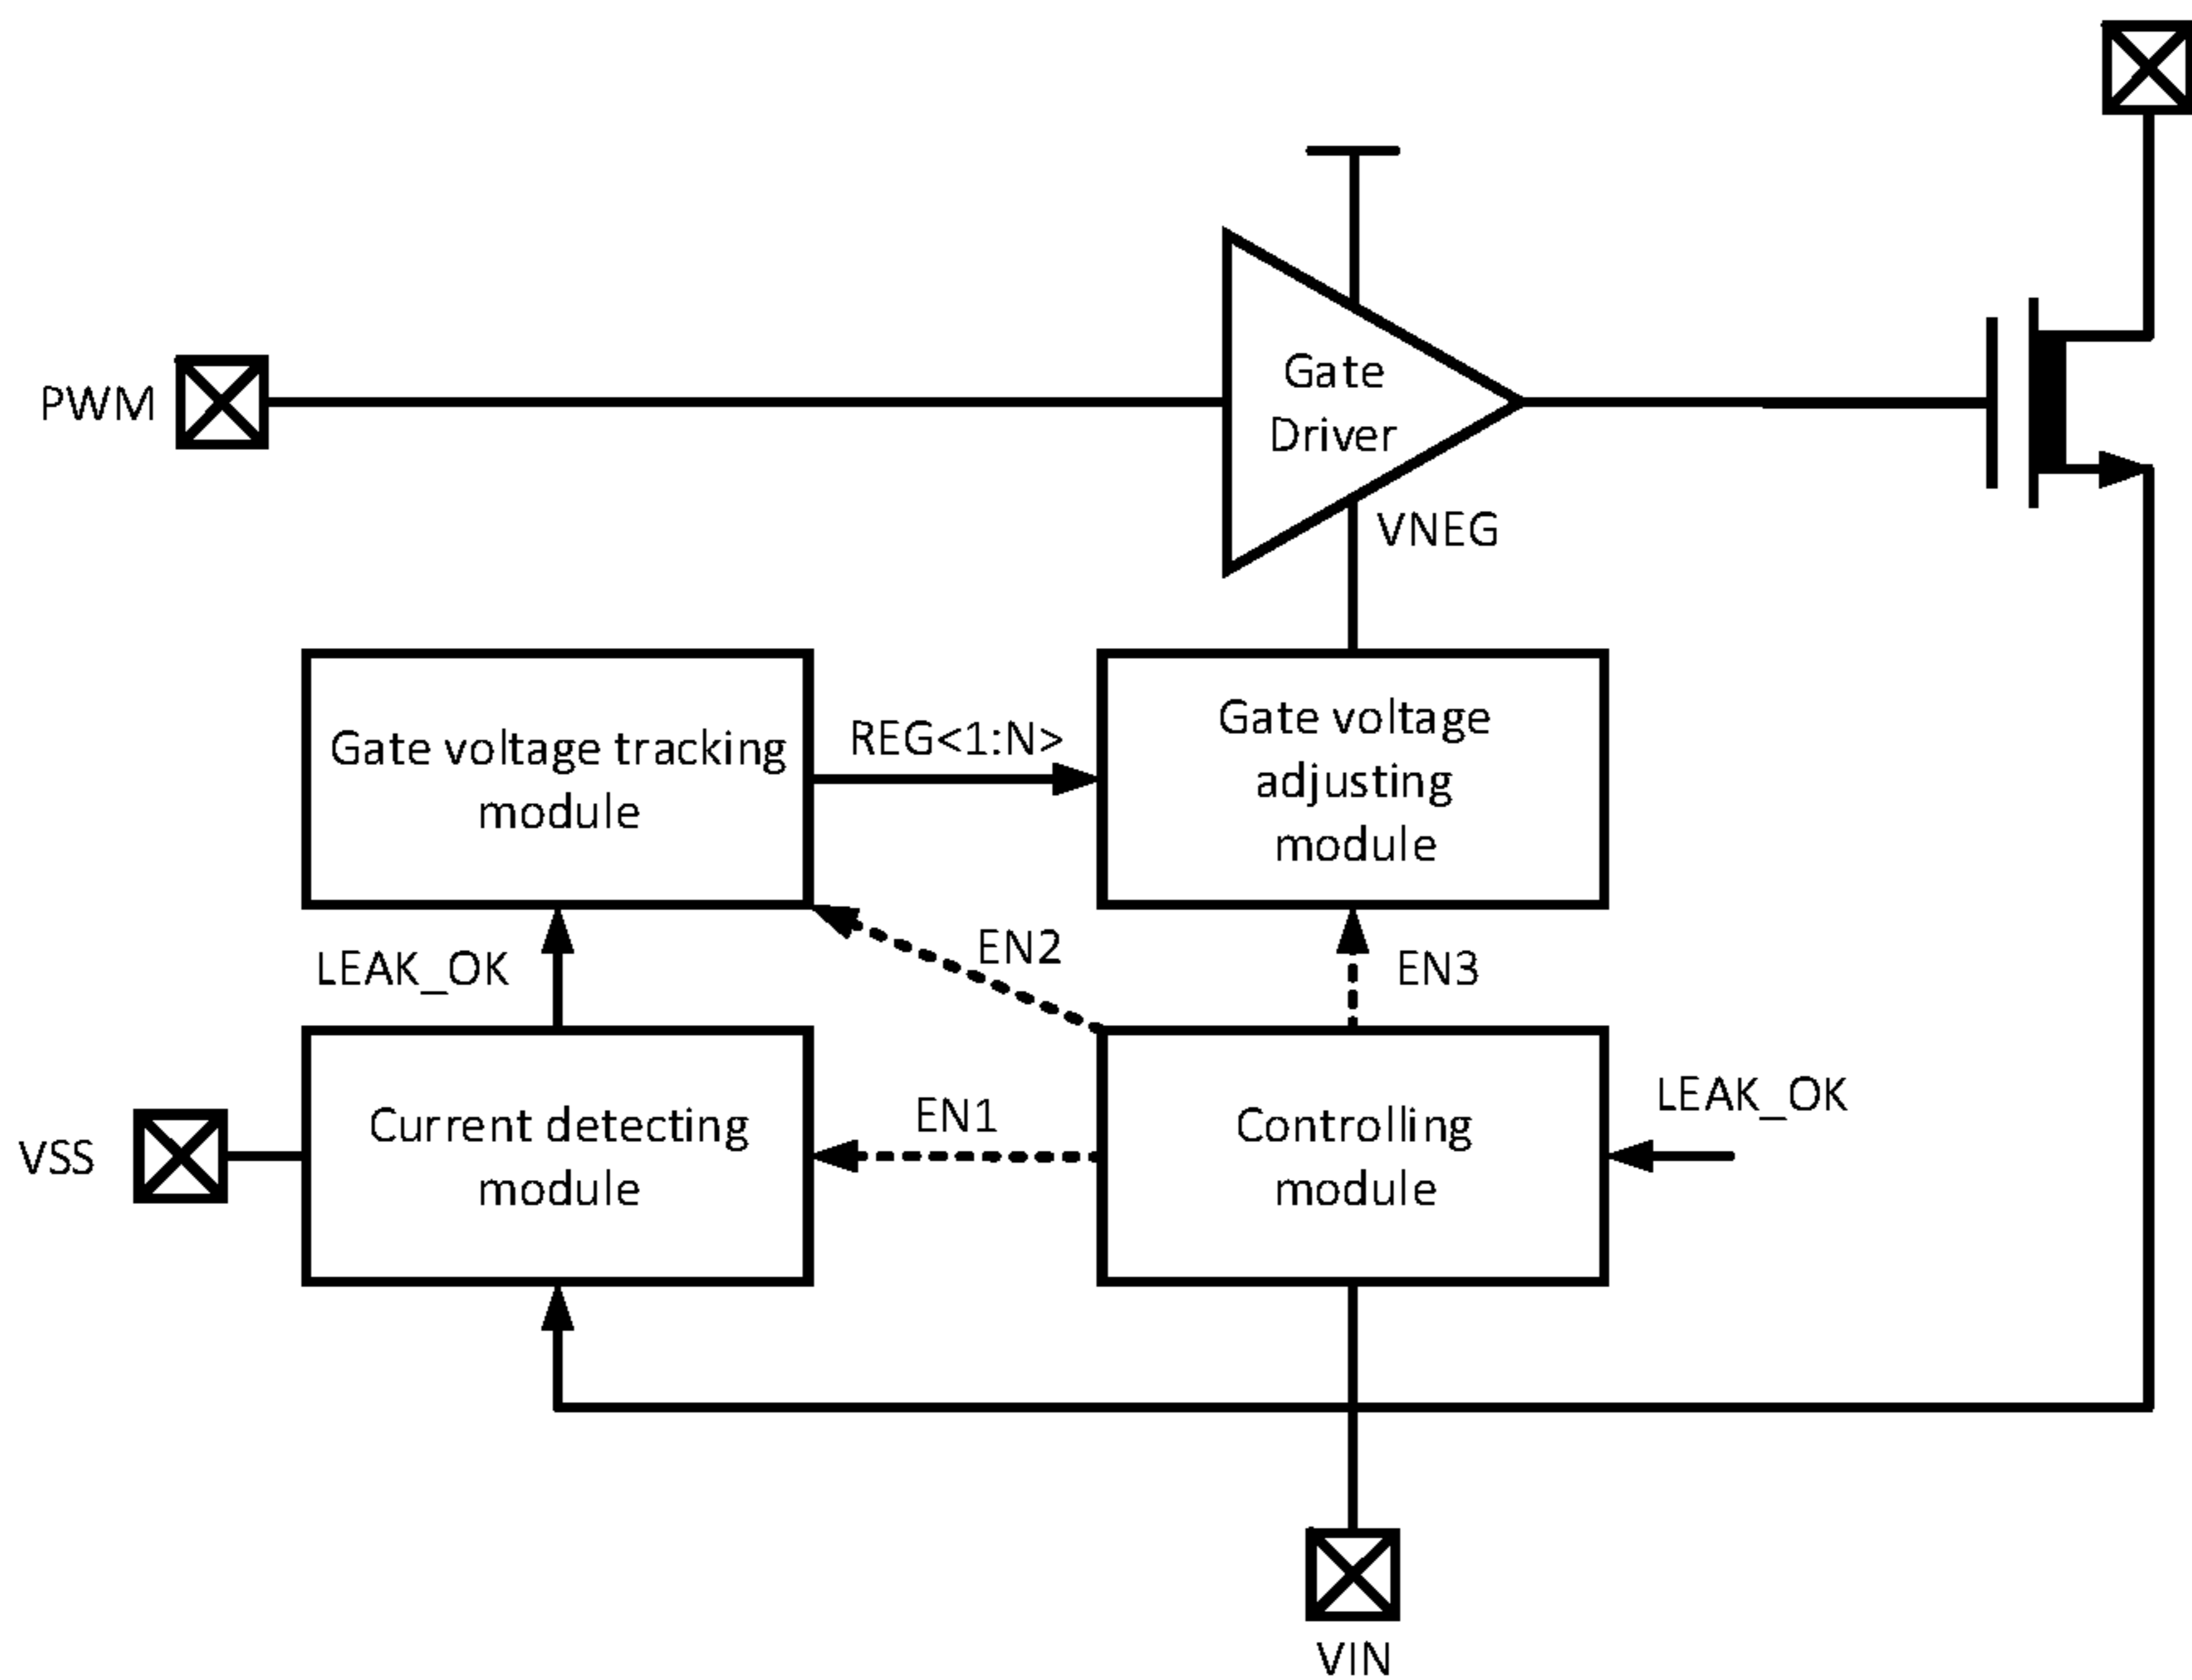 PWM
Gate
Driver
VNEG
Gate voltage tracking
module
REG<1:N>
Gate voltage
adjusting
module
LEAK_OK
EN2
EN3
VSS
Current detecting
module
EN1
Controlling
module
LEAK_OK
VIN